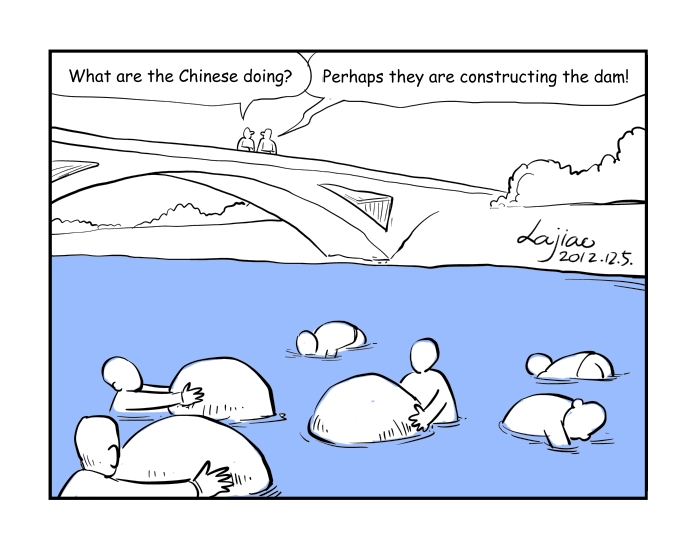 What are the Chinese doing?
Perhaps they are constructing the dam!
Lajiao
2012.12.5.